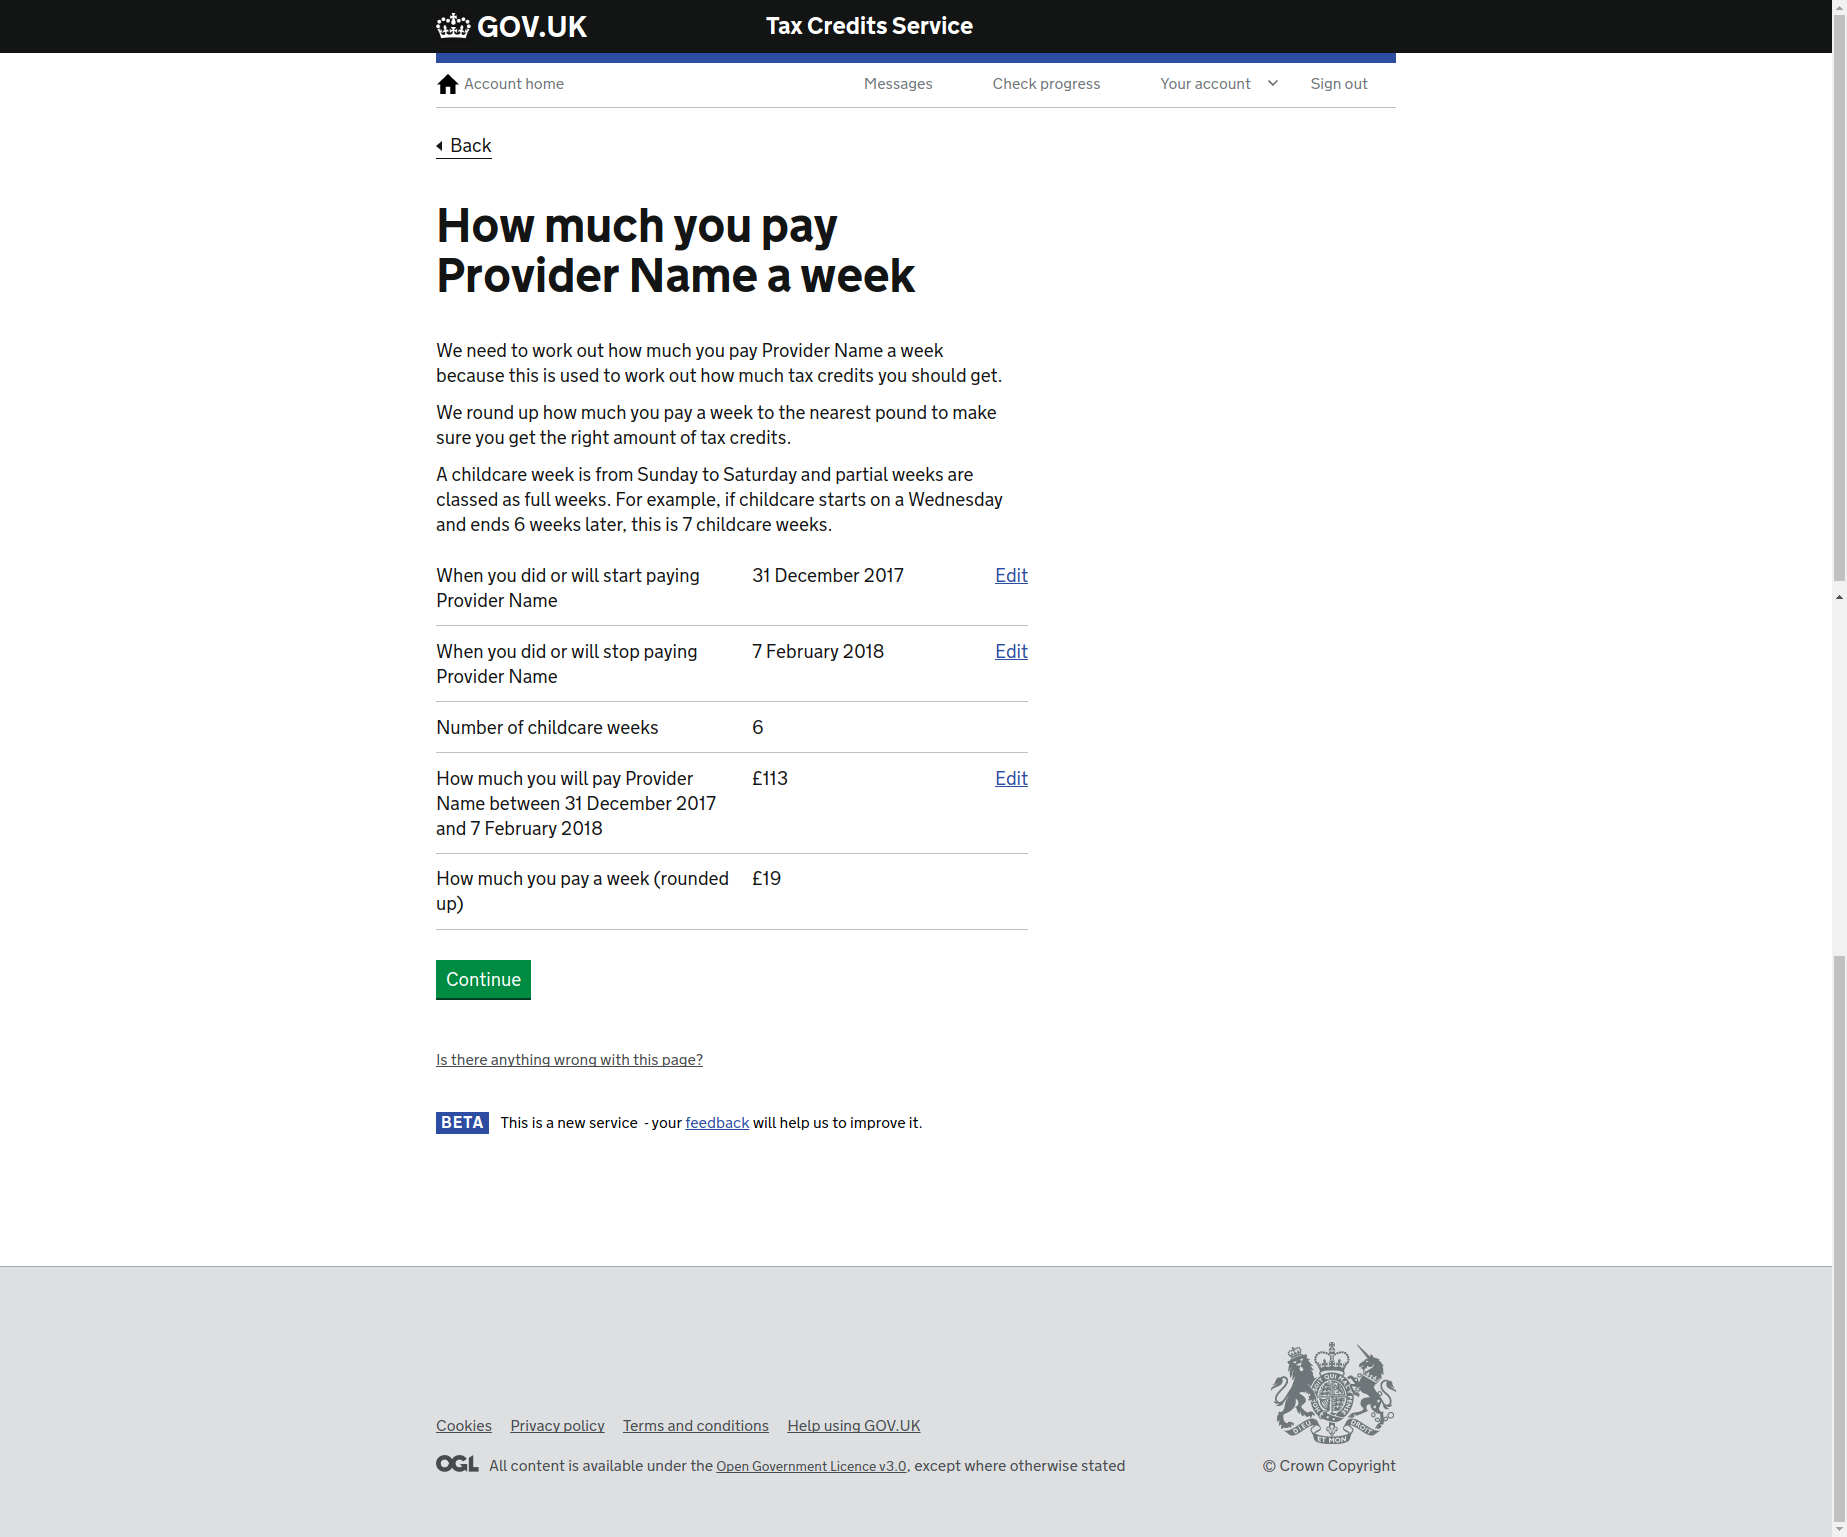 GOV.UK
Tax Credits Service
Account home
Messages
Check progress
Your account
Sign out
Back
How much you pay
Provider Name a week
We need to work out how much you pay Provider Name a week
because this is used to work out how much tax credits you should get.
We round up how much you pay a week to the nearest pound to make
sure you get the right amount of tax credits.
A childcare week is from Sunday to Saturday and partial weeks are
classed as full weeks. For example, if childcare starts on a Wednesday
and ends 6 weeks later, this is 7 childcare weeks.
When you did or will start paying 31 December 2017 Edit
Provider Name
When you did or will stop paying 7 February 2018 Edit
Provider Name
Number of childcare weeks 6
How much you will pay Provider £113 Edit
Name between 31 December 2017
and 7 February 2018
How much you pay a week (rounded £19
up)
Continue
Is there anything wrong with this page?
BETA This is a new service - your feedback will help us to improve it.
Cookies Privacy policy Terms and conditions Help using GOV.UK
OGL All content is available under the Open Government Licence v3.0, except where otherwise stated
© Crown Copyright